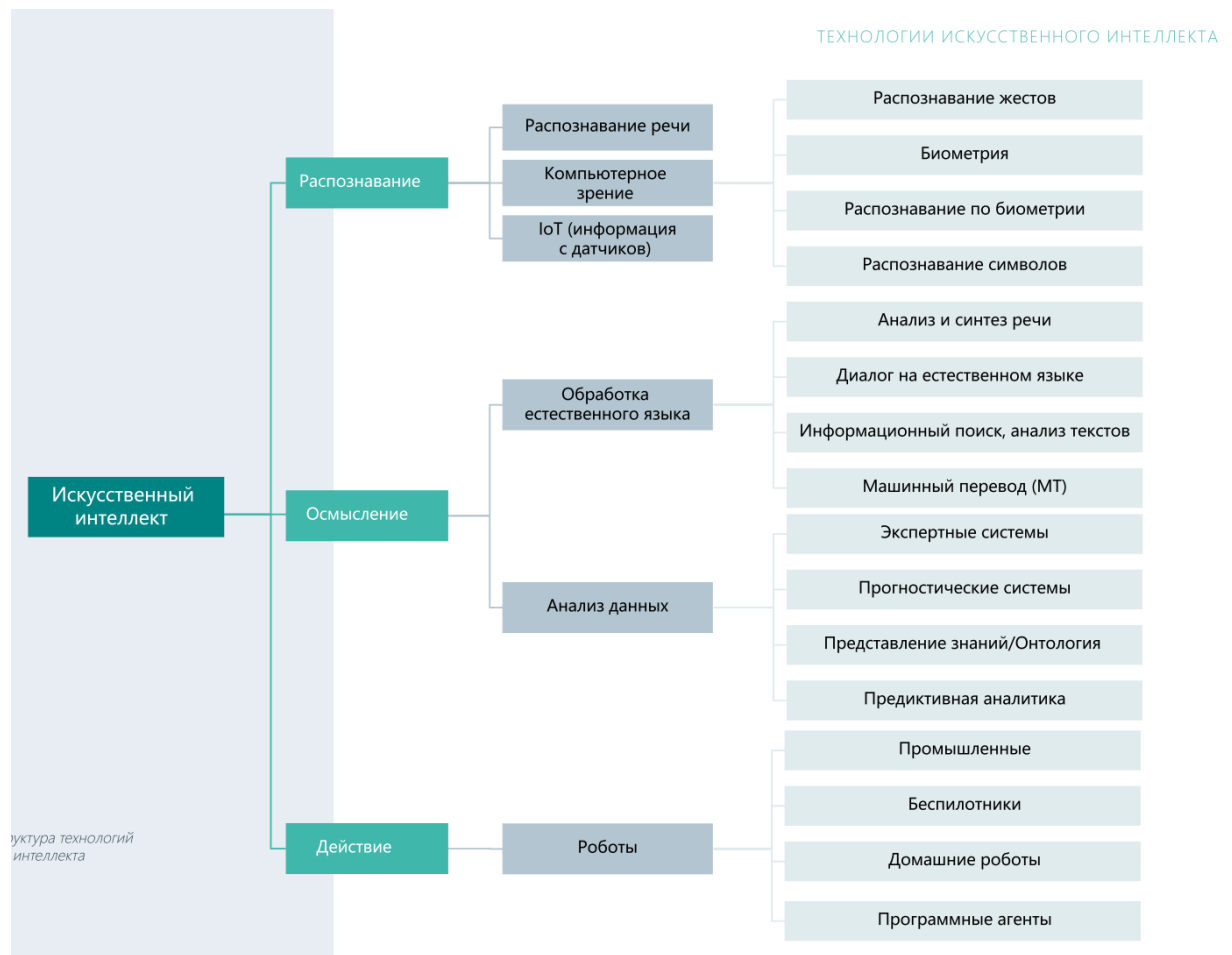 ТЕХНОЛОГИИ ИСКУССТВЕННОГО ИНТЕЛЛЕКТА
Искусственный
интеллект
Распознавание
Распознавание речи
Компьютерное
зрение
IoT (информация
с датчиков)
Распознавание жестов
Биометрия
Распознавание по биометрии
Распознавание символов
Осмысление
Обработка
естественного языка
Анализ и синтез речи
Диалог на естественном языке
Информационный поиск, анализ текстов
Машинный перевод (МТ)
Анализ данных
Экспертные системы
Прогностические системы
Представление знаний/Онтология
Предиктивная аналитика
Действие
Роботы
Промышленные
Беспилотники
Домашние роботы
Программные агенты
технологий
интеллекта